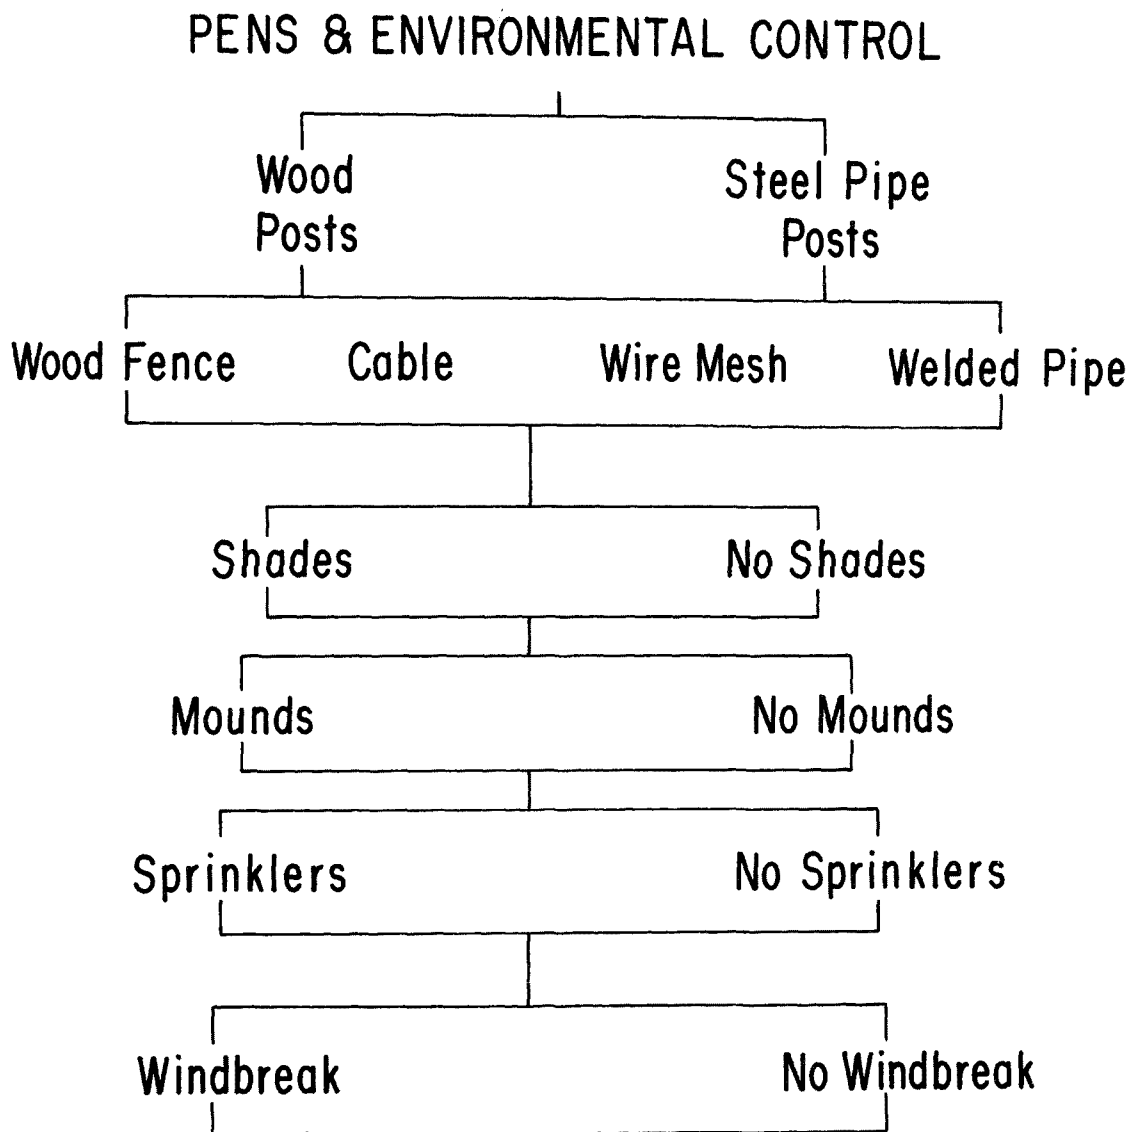 PENS & ENVIRONMENTAL CONTROL
Wood
Posts
Steel Pipe
Posts
Wood Fence
Cable
Wire Mesh
Welded Pipe
Shades
No Shades
Mounds
No Mounds
Sprinklers
No Sprinklers
Windbreak
No Windbreak